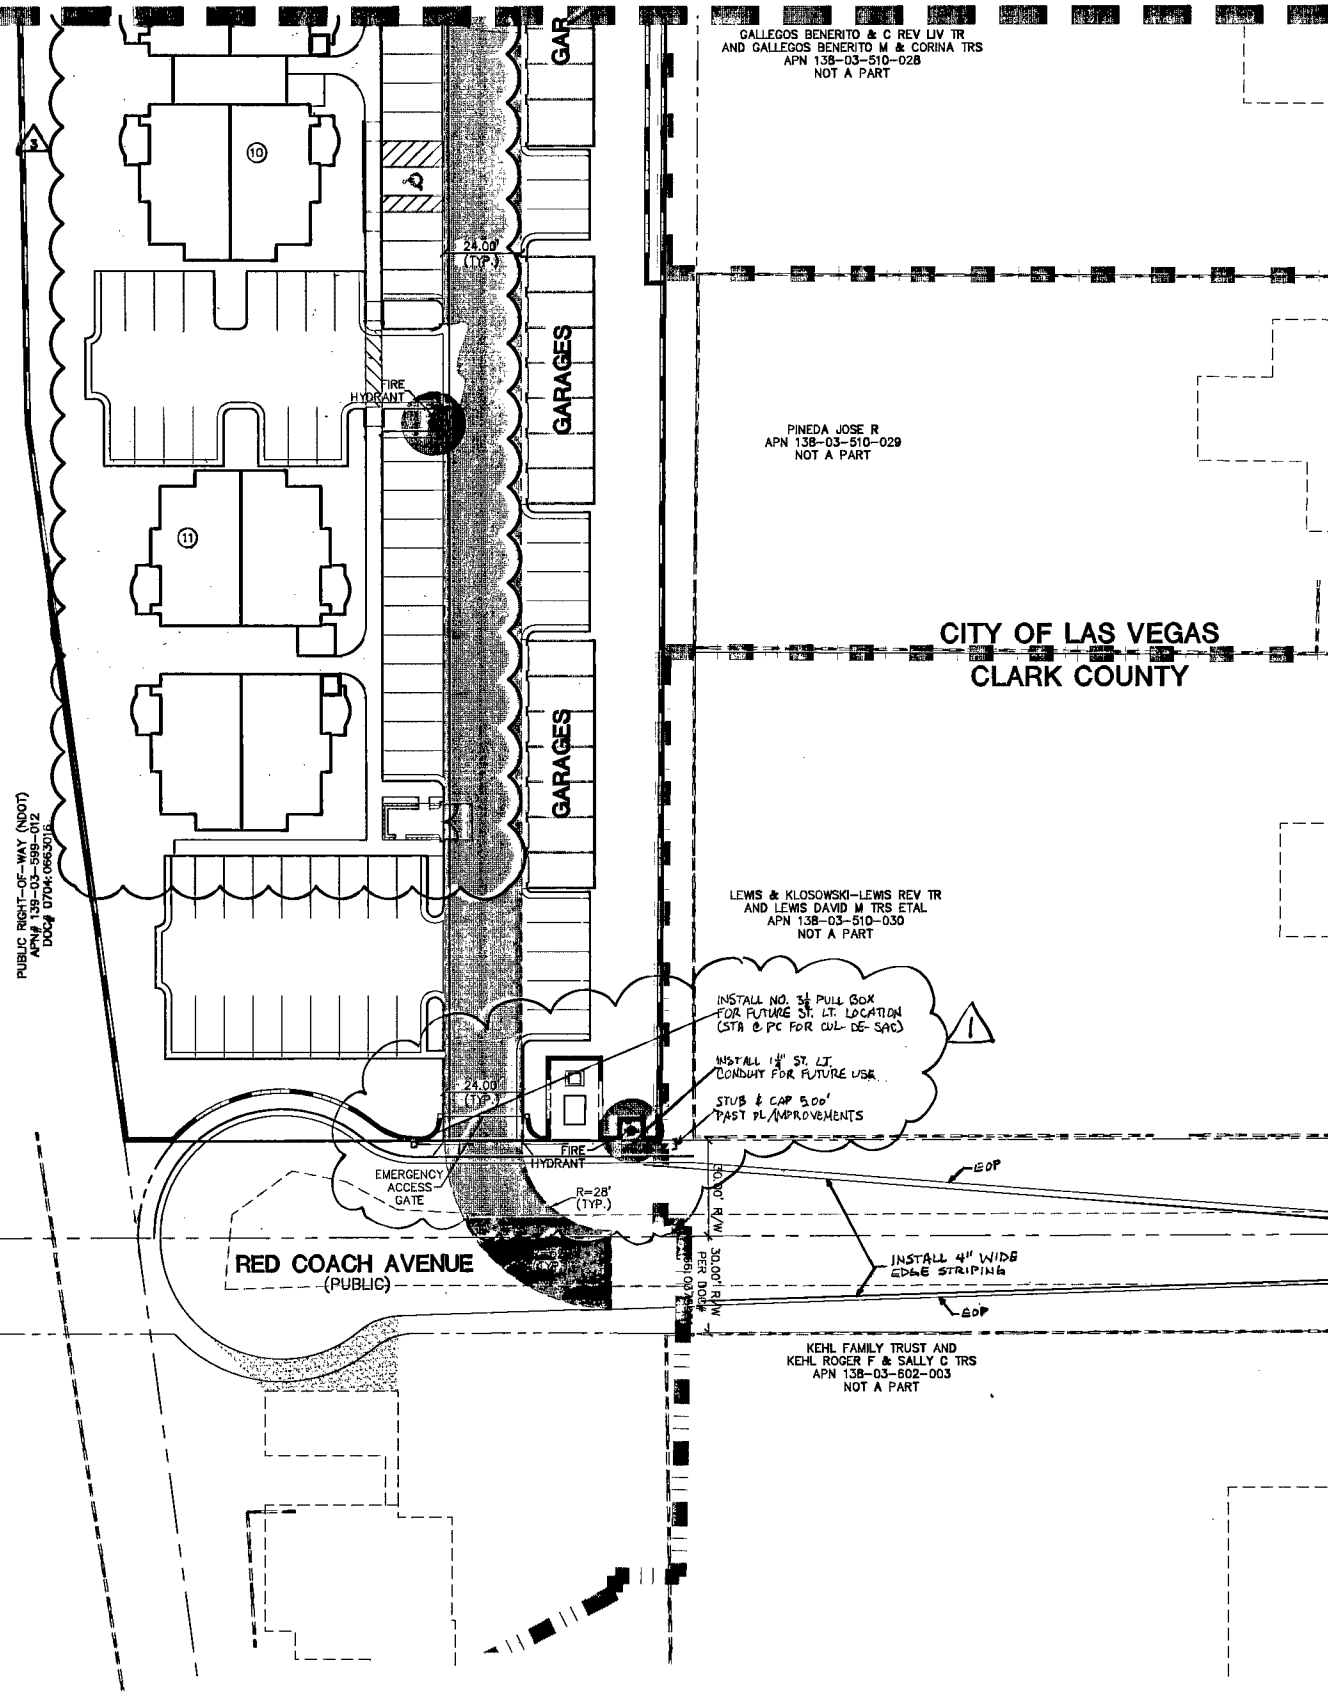 GALLEGOS BENERITO & C REV LIV TR
AND GALLEGOS BENERITO M & CORINA TRS
APN 138-03-510-028
NOT A PART
GAR
3
10
24.00'
(TYP.)
GARAGES
FIRE
HYDRANT
PINEDA JOSE R
APN 138-03-510-029
NOT A PART
11
CITY OF LAS VEGAS
CLARK COUNTY
GARAGES
PUBLIC RIGHT-OF-WAY (NDOT)
APN# 139-03-599-012
DOC# 0704:0663016
LEWIS & KLOSOWSKI-LEWIS REV TR
AND LEWIS DAVID M TRS ETAL
APN 138-03-510-030
NOT A PART
INSTALL NO. 3½ PULL BOX
FOR FUTURE ST. LT. LOCATION
(STA @ PC FOR CUL-DE-SAC)
1
INSTALL ST. LT.
CONDUIT FOR FUTURE USE
STUB & CAP 5.00'
PAST PL/IMPROVEMENTS
24.00
(TYP.)
FIRE
HYDRANT
EMERGENCY
ACCESS
GATE
R=28'
(TYP.)
30.00' R/W
EOP
RED COACH AVENUE
(PUBLIC)
30.00' R/W
PER DOC#
INSTALL 4" WIDE
EDGE STRIPING
EOP
KEHL FAMILY TRUST AND
KEHL ROGER F & SALLY C TRS
APN 138-03-602-003
NOT A PART